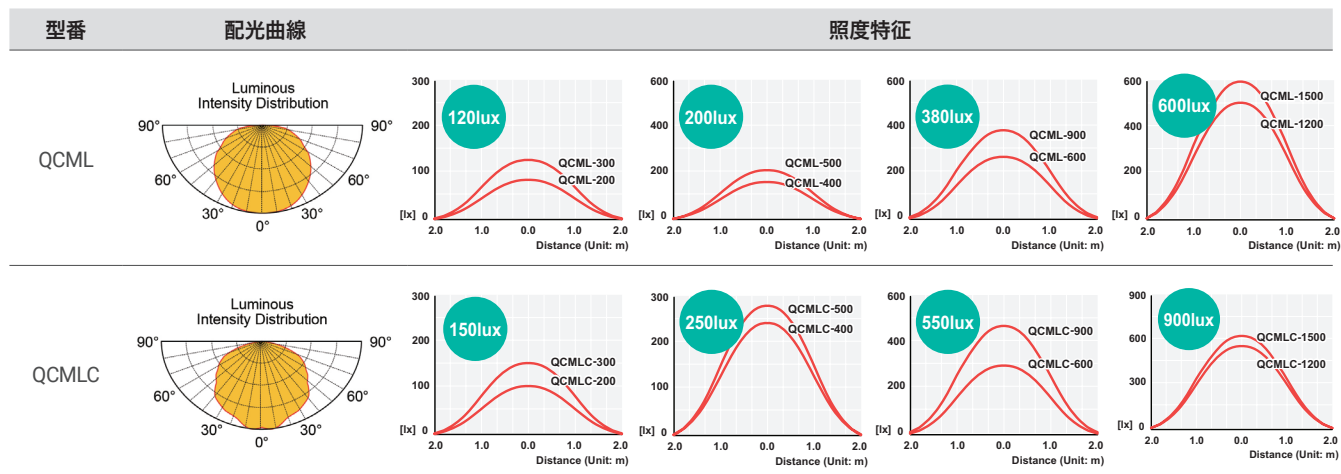 型番 配光曲線 照度特征
QCML
Luminous
Intensity Distribution
90° 90°
60° 60°
30° 30°
0°
300
200
100
[lx] 0
120lux
QCML-300
QCML-200
2.0 1.0 0.0 1.0 2.0
Distance (Unit: m)
600
400
200
[lx] 0
200lux
QCML-500
QCML-400
2.0 1.0 0.0 1.0 2.0
Distance (Unit: m)
600
400
200
[lx] 0
380lux
QCML-900
QCML-600
2.0 1.0 0.0 1.0 2.0
Distance (Unit: m)
600
400
200
[lx] 0
600lux
QCML-1500
QCML-1200
2.0 1.0 0.0 1.0 2.0
Distance (Unit: m)
QCMLC
Luminous
Intensity Distribution
90° 90°
60° 60°
30° 30°
0°
300
200
100
[lx] 0
150lux
QCMLC-300
QCMLC-200
2.0 1.0 0.0 1.0 2.0
Distance (Unit: m)
300
200
100
[lx] 0
250lux
QCMLC-500
QCMLC-400
2.0 1.0 0.0 1.0 2.0
Distance (Unit: m)
600
400
200
[lx] 0
550lux
QCMLC-900
QCMLC-600
2.0 1.0 0.0 1.0 2.0
Distance (Unit: m)
900
600
300
[lx] 0
900lux
QCMLC-1500
QCMLC-1200
2.0 1.0 0.0 1.0 2.0
Distance (Unit: m)